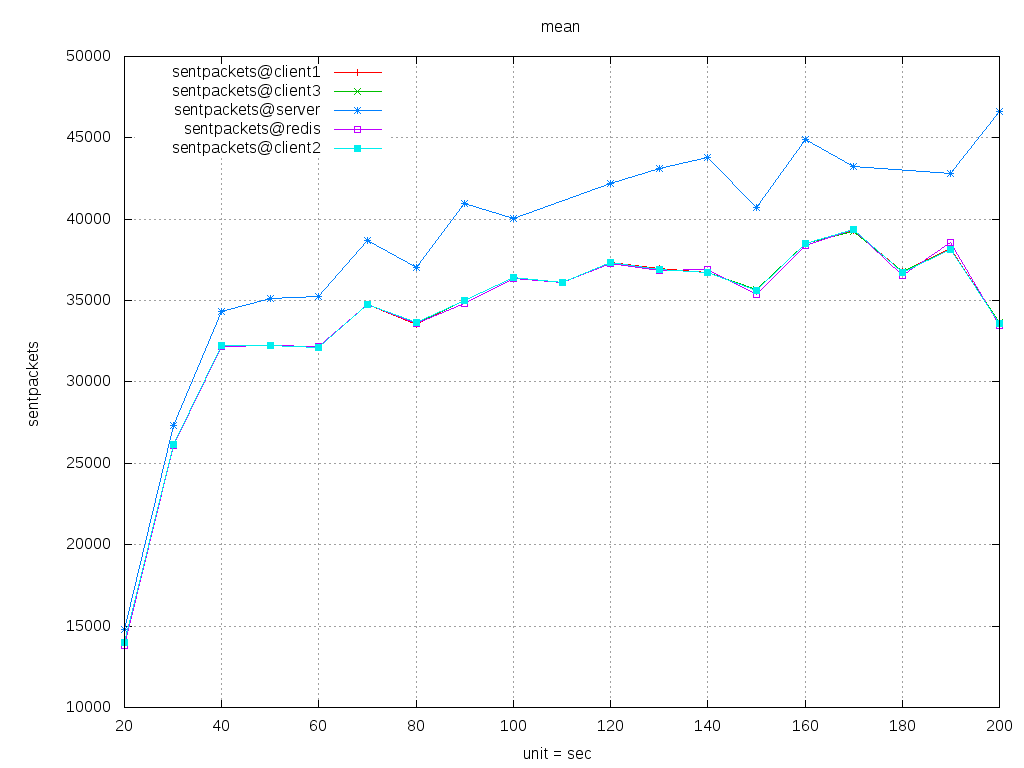 mean
50000
45000
40000
35000
30000
25000
20000
15000
10000
sentpackets
sentpackets@client1
sentpackets@client3
sentpackets@server
sentpackets@redis
sentpackets@client2
20 40 60 80 100 120 140 160 180 200
unit = sec